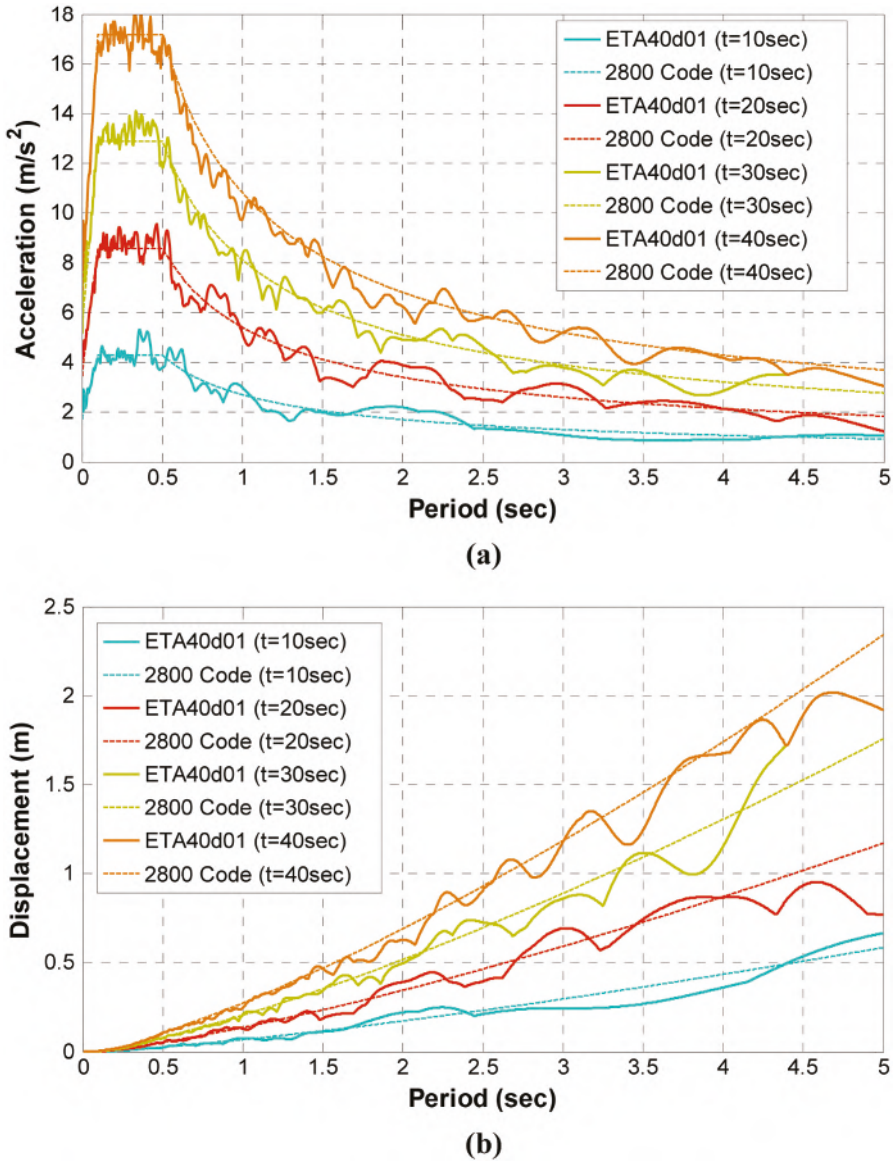 18
16
14
12
10
8
6
4
2
0
Acceleration (m/s²)
ETA40d01 (t=10sec)
2800 Code (t=10sec)
ETA40d01 (t=20sec)
2800 Code (t=20sec)
ETA40d01 (t=30sec)
2800 Code (t=30sec)
ETA40d01 (t=40sec)
2800 Code (t=40sec)
0 0.5 1 1.5 2 2.5 3 3.5 4 4.5 5
Period (sec)
(a)
2.5
2
1.5
1
0.5
0
Displacement (m)
ETA40d01 (t=10sec)
2800 Code (t=10sec)
ETA40d01 (t=20sec)
2800 Code (t=20sec)
ETA40d01 (t=30sec)
2800 Code (t=30sec)
ETA40d01 (t=40sec)
2800 Code (t=40sec)
0 0.5 1 1.5 2 2.5 3 3.5 4 4.5 5
Period (sec)
(b)